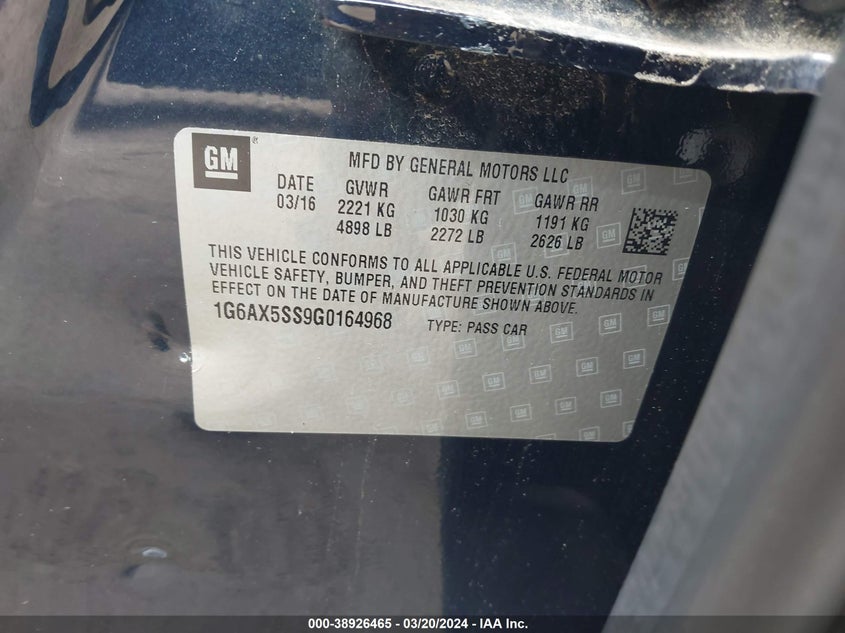 GM ®
MFD BY GENERAL MOTORS LLC
DATE GVWR GAWR FRT GAWR RR
03/16 2221 KG 1030 KG 1191 KG
4898 LB 2272 LB 2626 LB
THIS VEHICLE CONFORMS TO ALL APPLICABLE U.S. FEDERAL MOTOR
VEHICLE SAFETY, BUMPER, AND THEFT PREVENTION STANDARDS IN
EFFECT ON THE DATE OF MANUFACTURE SHOWN ABOVE.
1G6AX5SS9G0164968 TYPE: PASS CAR
000-38926465 - 03/20/2024 - IAA Inc.